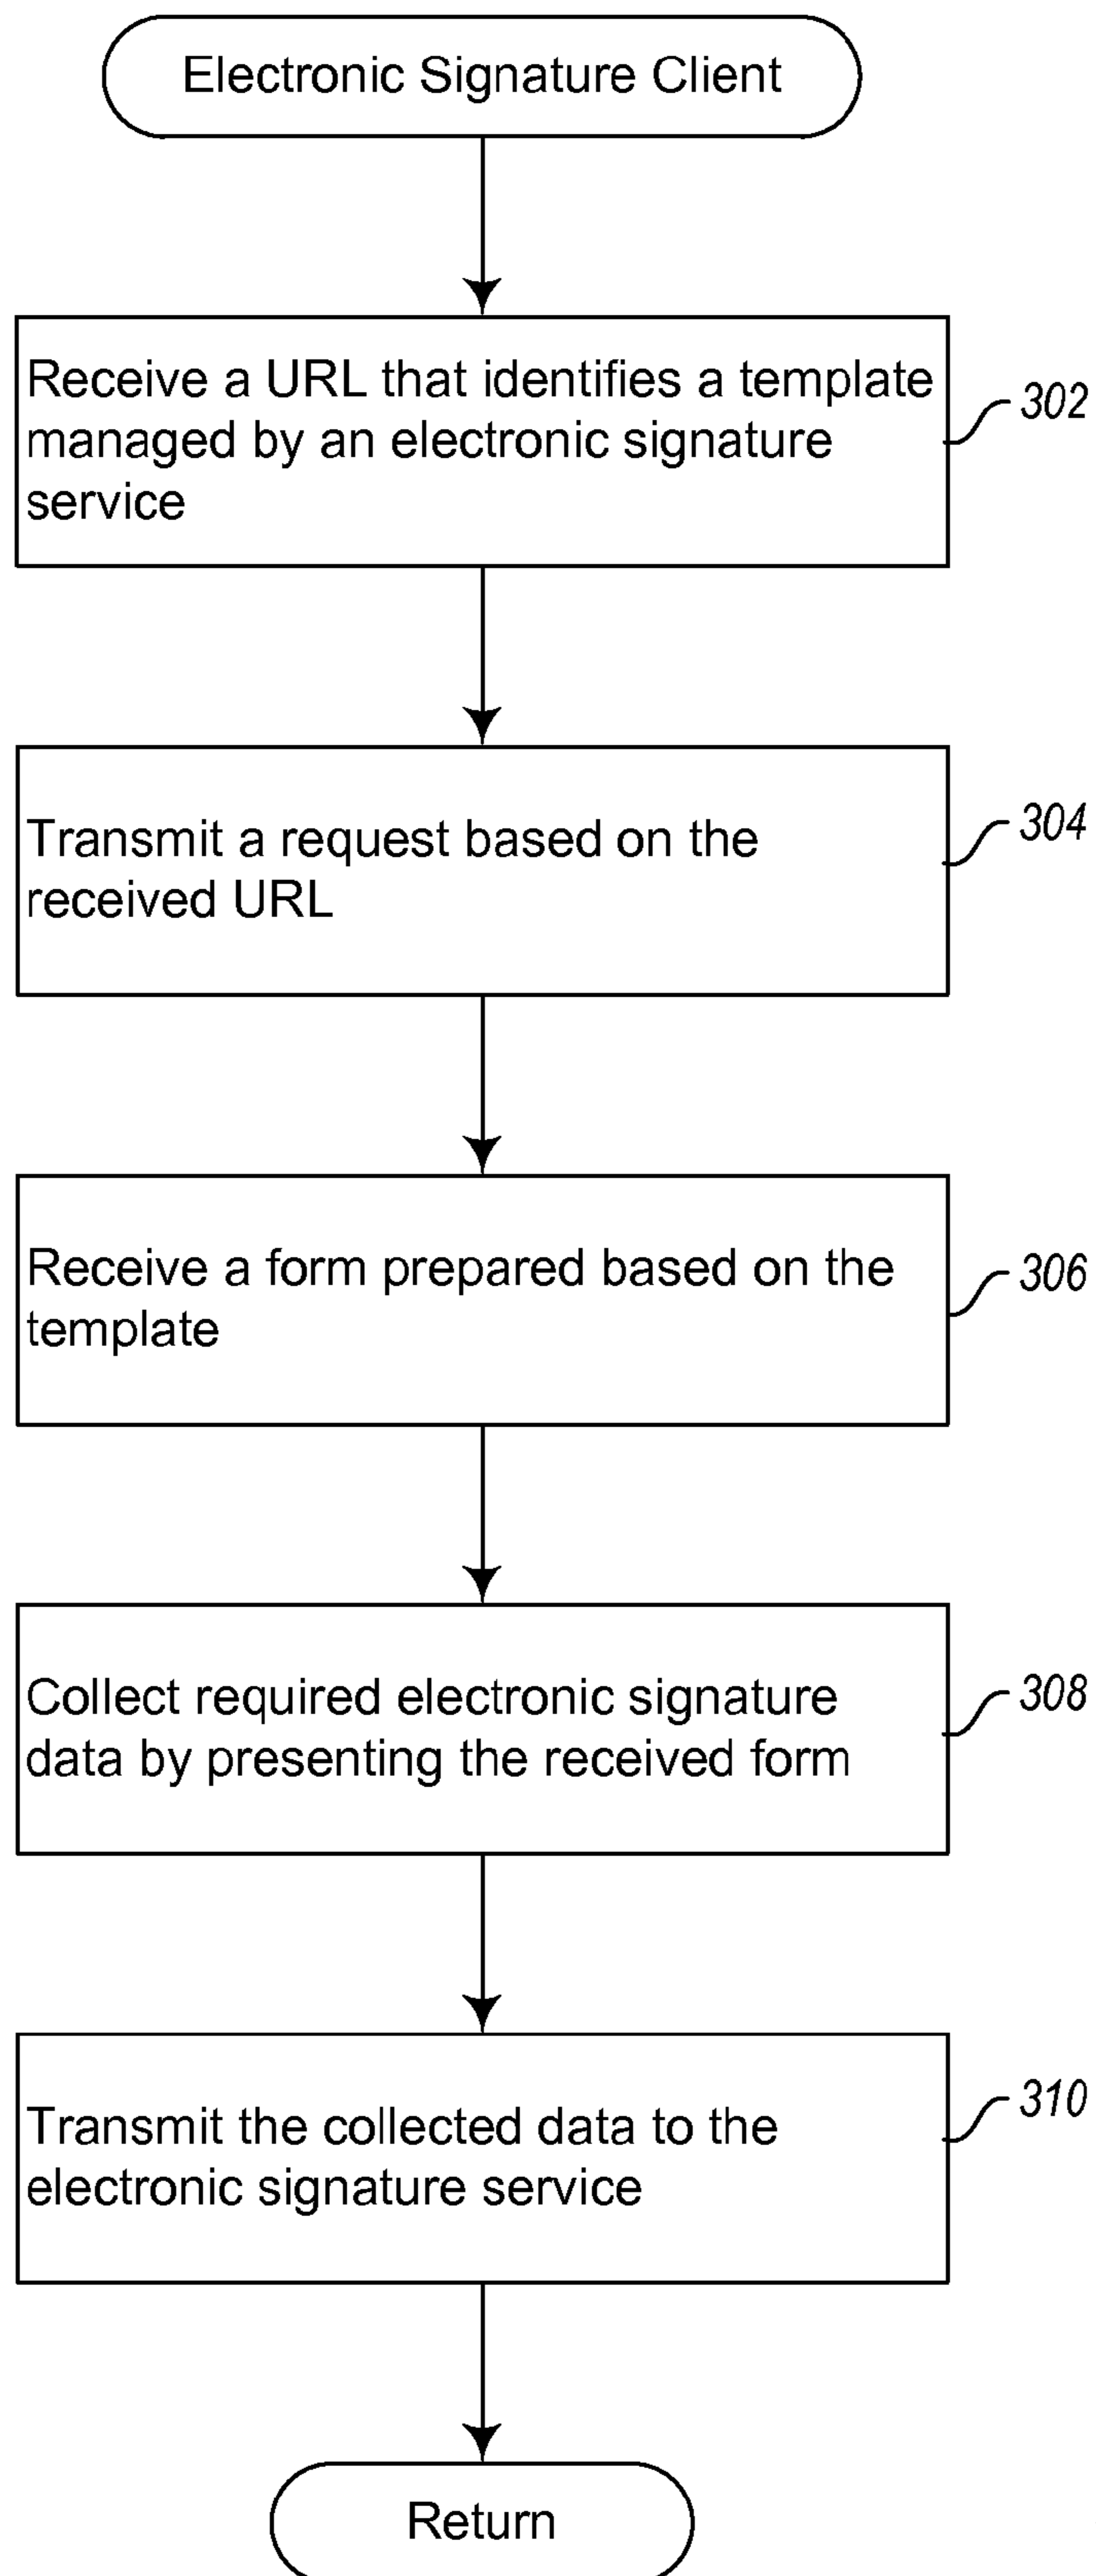 Electronic Signature Client
Receive a URL that identifies a template
managed by an electronic signature
service
302
Transmit a request based on the
received URL
304
Receive a form prepared based on the
template
306
Collect required electronic signature
data by presenting the received form
308
Transmit the collected data to the
electronic signature service
310
Return